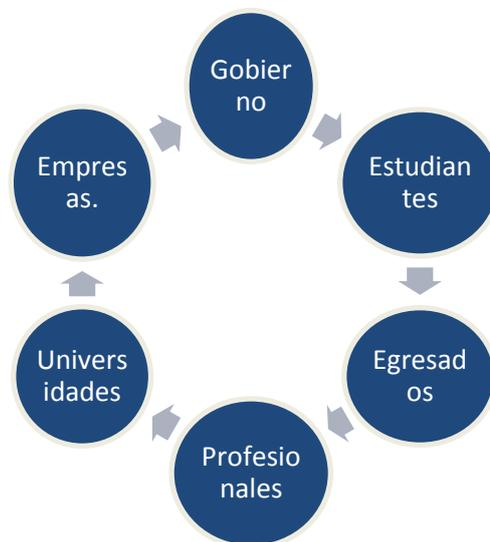 Gobier
no
Estudian
tes
Egresad
os
Profesio
nales
Univers
idades
Empres
as.